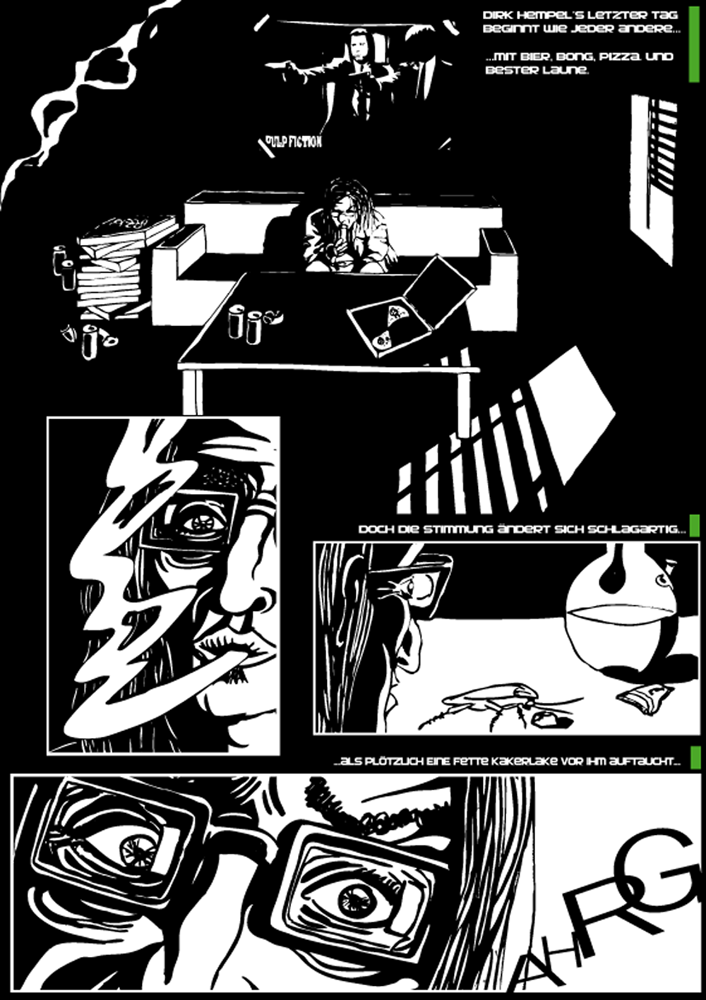 DIRK HEMPEL'S LETZTER TAG
BEGINNT WIE JEDER ANDERE...
...MIT BIER, BONG, PIZZA UND
BESTER LAUNE.
PULP FICTION
DOCH DIE STIMMUNG ÄNDERT SICH SCHLAGARTIG...
...ALS PLÖTZLICH EINE FETTE KAKERLAKE VOR IHM AUFTAUCHT...
AHRG